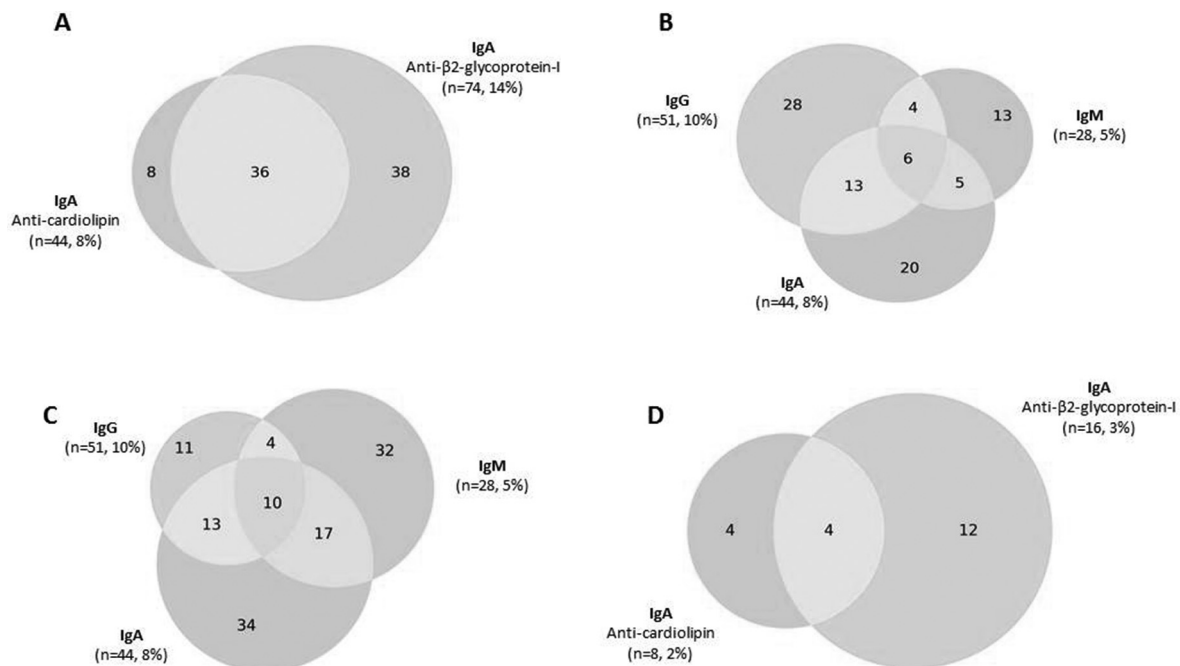 A
IgA
Anti-β2-glycoprotein-I
(n=74, 14%)
8
36
38
IgA
Anti-cardiolipin
(n=44, 8%)
B
IgG
(n=51, 10%)
28
4
13
IgM
(n=28, 5%)
6
13
5
IgA
(n=44, 8%)
20
C
IgG
(n=51, 10%)
11
4
32
IgM
(n=28, 5%)
10
13
17
34
IgA
(n=44, 8%)
D
IgA
Anti-β2-glycoprotein-I
(n=16, 3%)
4
4
12
IgA
Anti-cardiolipin
(n=8, 2%)